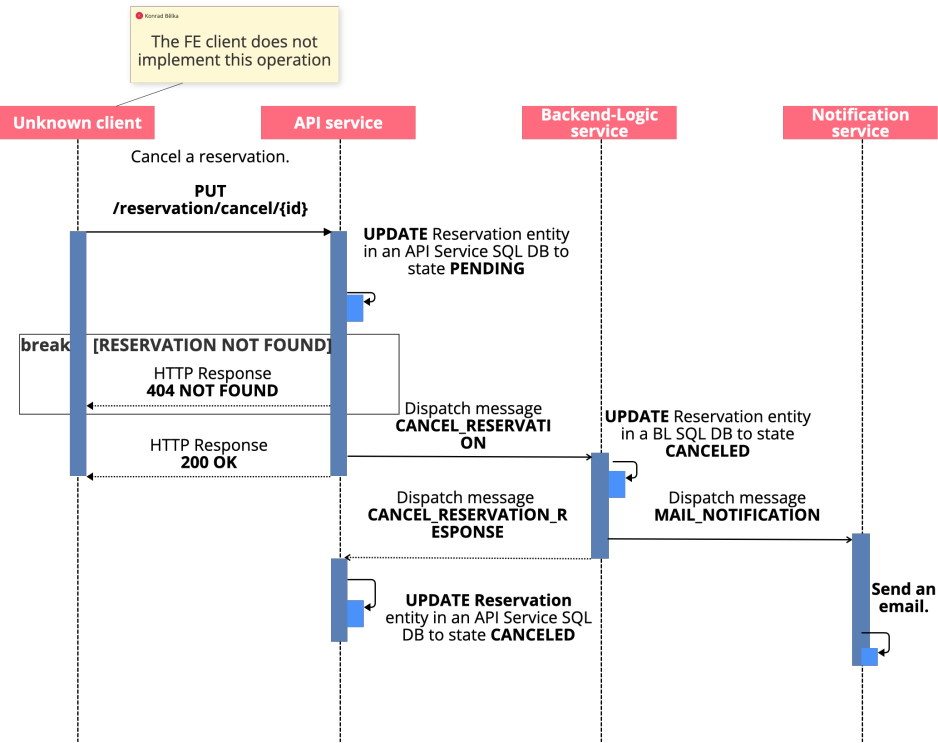 Konrad Bělka
The FE client does not
implement this operation
Unknown client
API service
Backend-Logic
service
Notification
service
Cancel a reservation.
PUT
/reservation/cancel/{id}
UPDATE Reservation entity
in an API Service SQL DB to
state PENDING
break
[RESERVATION NOT FOUND]
HTTP Response
404 NOT FOUND
Dispatch message
CANCEL_RESERVATI
ON
UPDATE Reservation entity
in a BL SQL DB to state
CANCELED
HTTP Response
200 OK
Dispatch message
CANCEL_RESERVATION_R
ESPONSE
Dispatch message
MAIL_NOTIFICATION
Send an
email.
UPDATE Reservation
entity in an API Service SQL
DB to state CANCELED